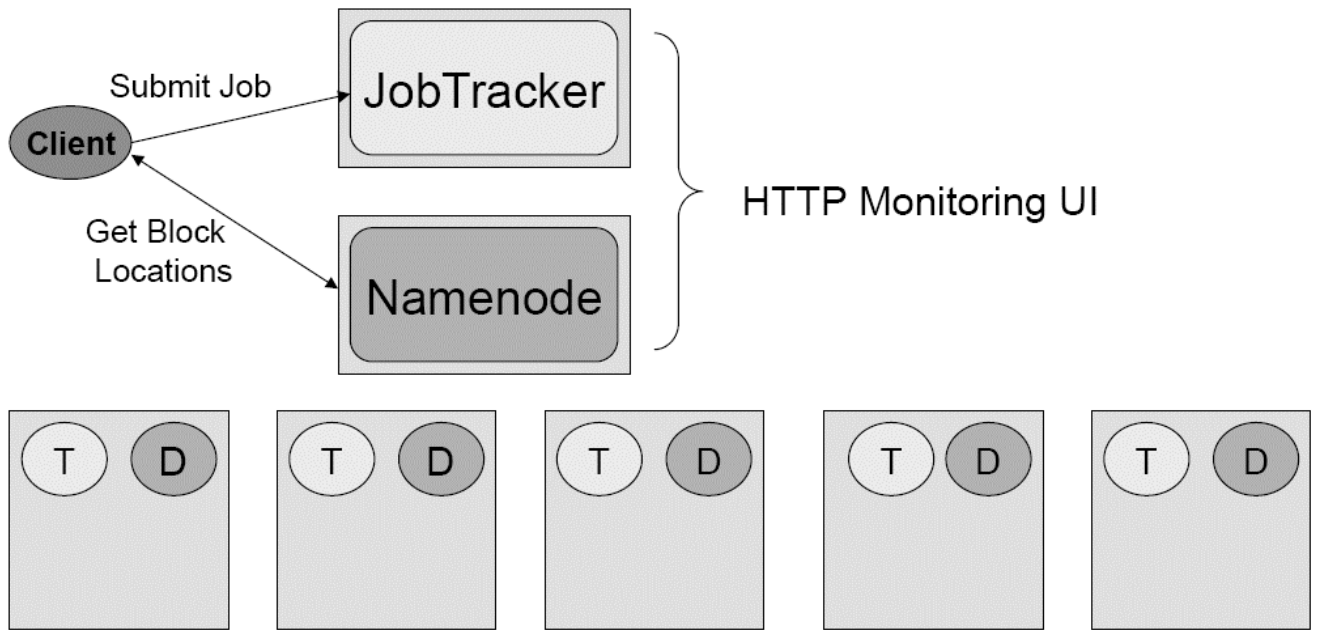 Submit Job
JobTracker
Client
HTTP Monitoring UI
Get Block
Locations
Namenode
T D T D T D T D T D